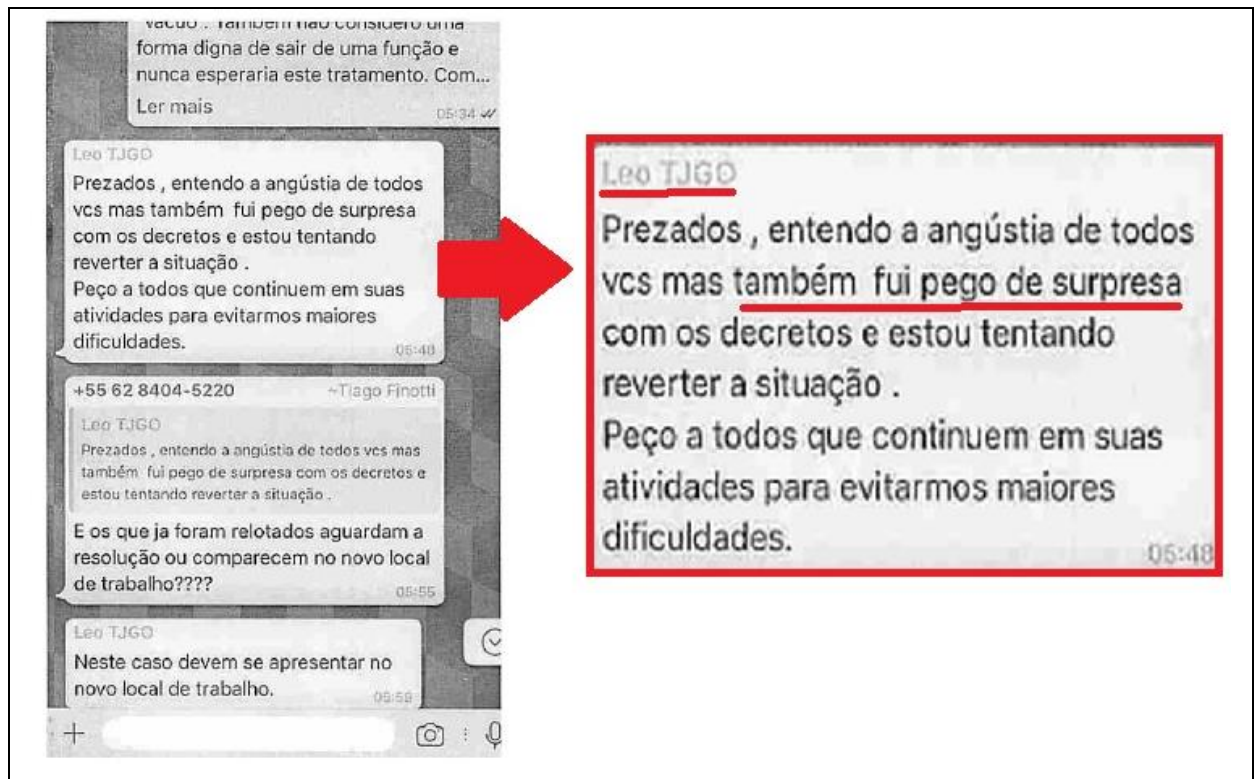 vácuo . Também não considero uma
forma digna de sair de uma função e
nunca esperaria este tratamento. Com...
Ler mais
05:34
Leo TJGO
Prezados , entendo a angústia de todos
vcs mas também fui pego de surpresa
com os decretos e estou tentando
reverter a situação .
Peço a todos que continuem em suas
atividades para evitarmos maiores
dificuldades.
05:48
+55 62 8404-5220 ~Tiago Finotti
Leo TJGO
Prezados , entendo a angústia de todos vcs mas
também fui pego de surpresa com os decretos e
estou tentando reverter a situação .
E os que ja foram relotados aguardam a
resolução ou comparecem no novo local
de trabalho????
05:55
Leo TJGO
Neste caso devem se apresentar no
novo local de trabalho.
05:59
Leo TJGO
Prezados , entendo a angústia de todos
vcs mas também fui pego de surpresa
com os decretos e estou tentando
reverter a situação .
Peço a todos que continuem em suas
atividades para evitarmos maiores
dificuldades.
05:48